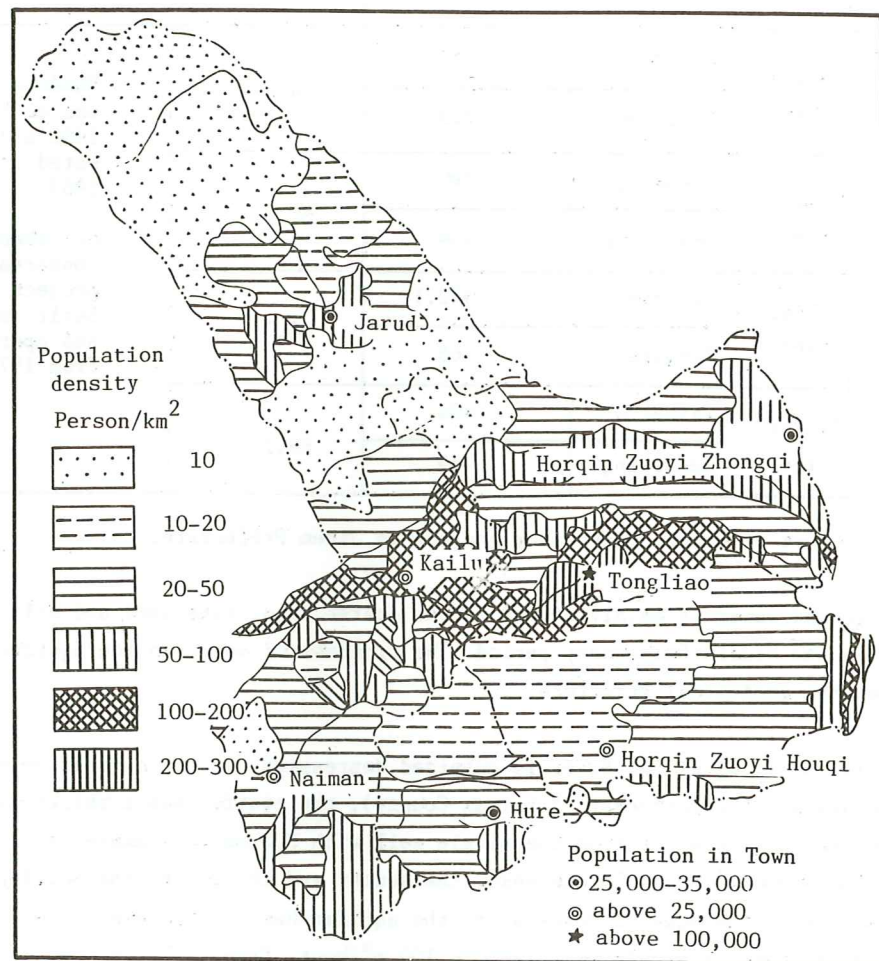 Jarud
Population
density
Person/km²
10
10-20
20-50
50-100
100-200
200-300
Horqin Zuoyi Zhongqi
Kailu
Tongliao
Horqin Zuoyi Houqi
Naiman
Hure
Population in Town
25,000-35,000
above 25,000
above 100,000